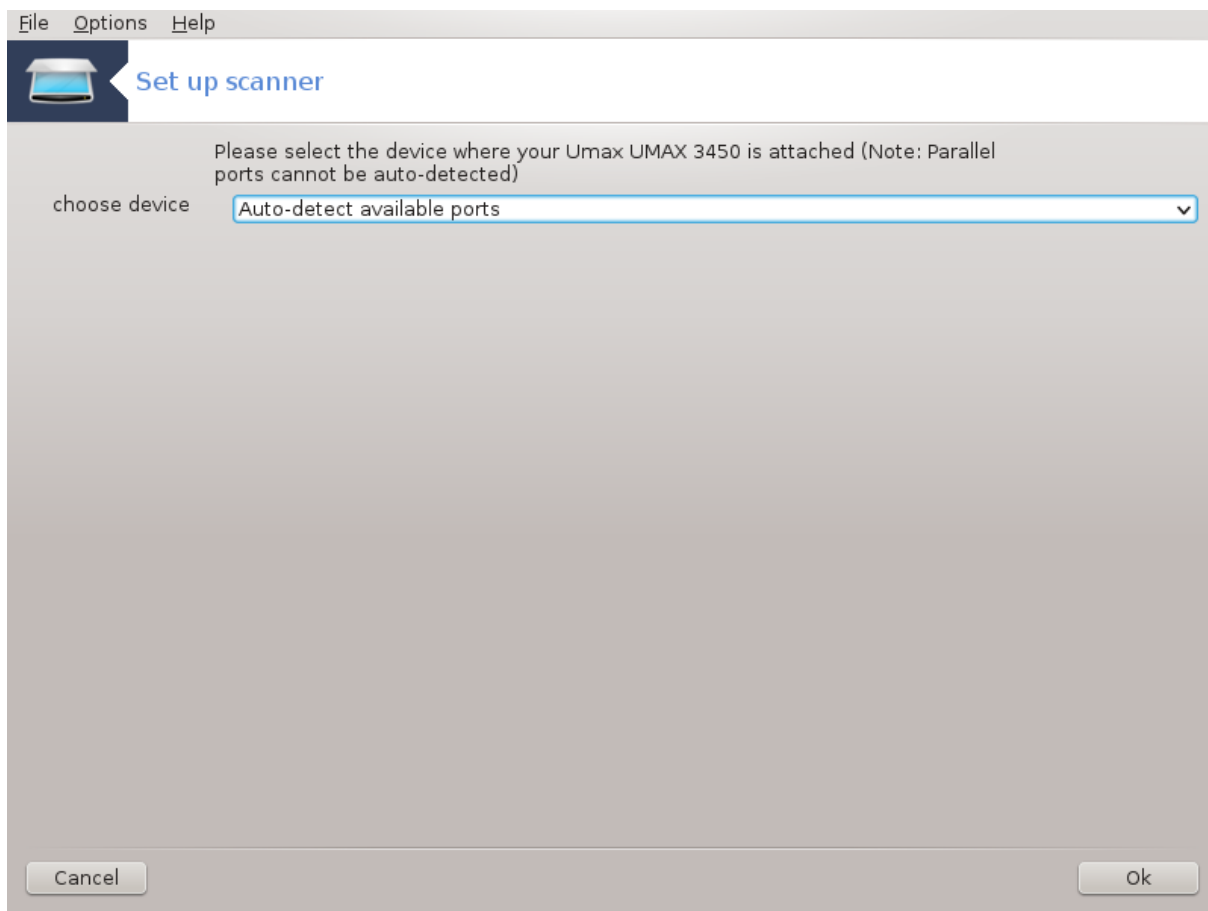 File Options Help
Set up scanner
Please select the device where your Umax UMAX 3450 is attached (Note: Parallel
ports cannot be auto-detected)
choose device
Auto-detect available ports
Cancel
Ok